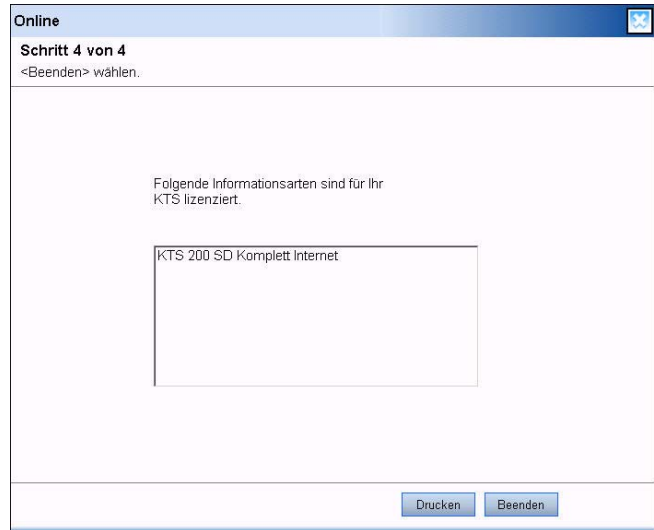 Online
Schritt 4 von 4
<Beenden> wählen.
Folgende Informationsarten sind für Ihr
KTS lizenziert.
KTS 200 SD Komplett Internet
Drucken Beenden